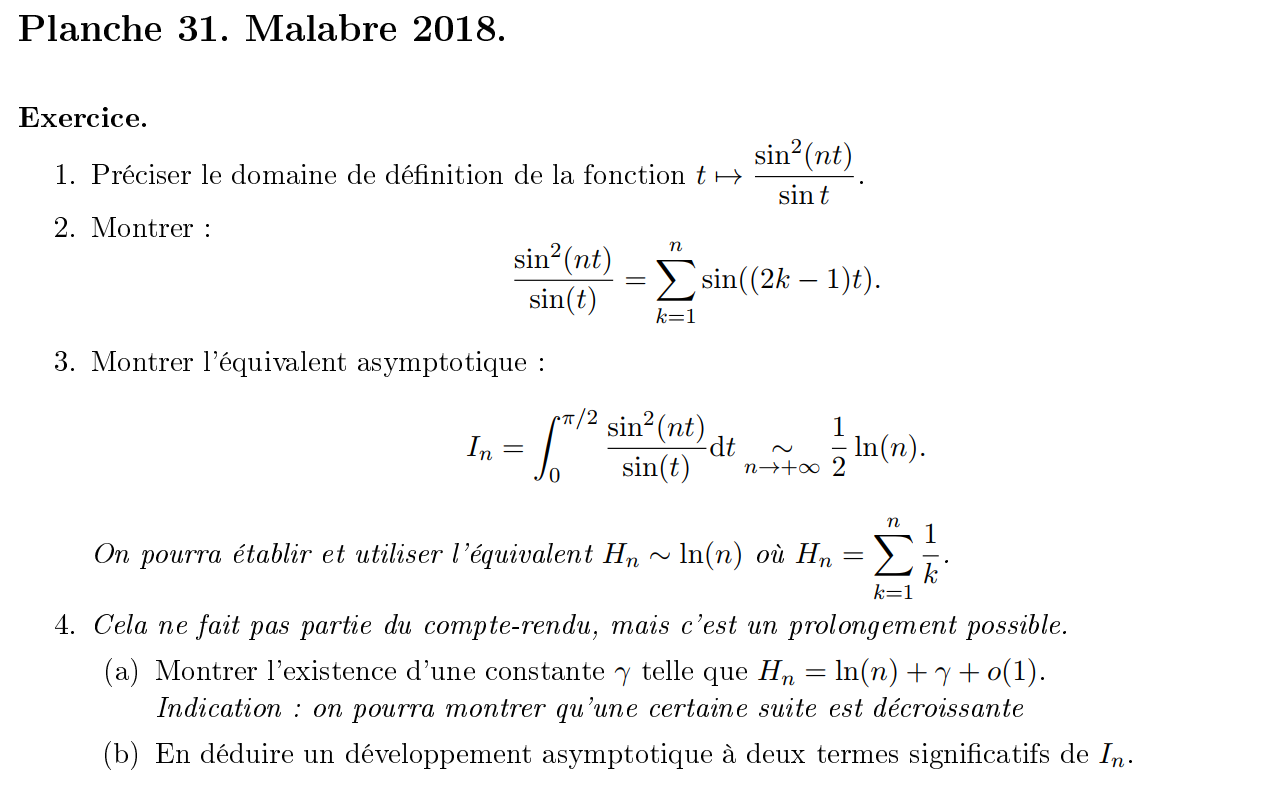 Planche 31. Malabre 2018.
Exercice.
1. Préciser le domaine de définition de la fonction $t \mapsto \dfrac{\sin^2(nt)}{\sin t}$.
2. Montrer :
$\dfrac{\sin^2(nt)}{\sin(t)} = \sum_{k=1}^{n} \sin((2k-1)t).$
3. Montrer l'équivalent asymptotique :
$I_n = \int_0^{\pi/2} \dfrac{\sin^2(nt)}{\sin(t)} \mathrm{d}t \underset{n \to +\infty}{\sim} \dfrac{1}{2} \ln(n).$
On pourra établir et utiliser l'équivalent $H_n \sim \ln(n)$ où $H_n = \sum_{k=1}^{n} \dfrac{1}{k}$.
4. Cela ne fait pas partie du compte-rendu, mais c'est un prolongement possible.
(a) Montrer l'existence d'une constante $\gamma$ telle que $H_n = \ln(n) + \gamma + o(1)$.
Indication : on pourra montrer qu'une certaine suite est décroissante
(b) En déduire un développement asymptotique à deux termes significatifs de $I_n$.